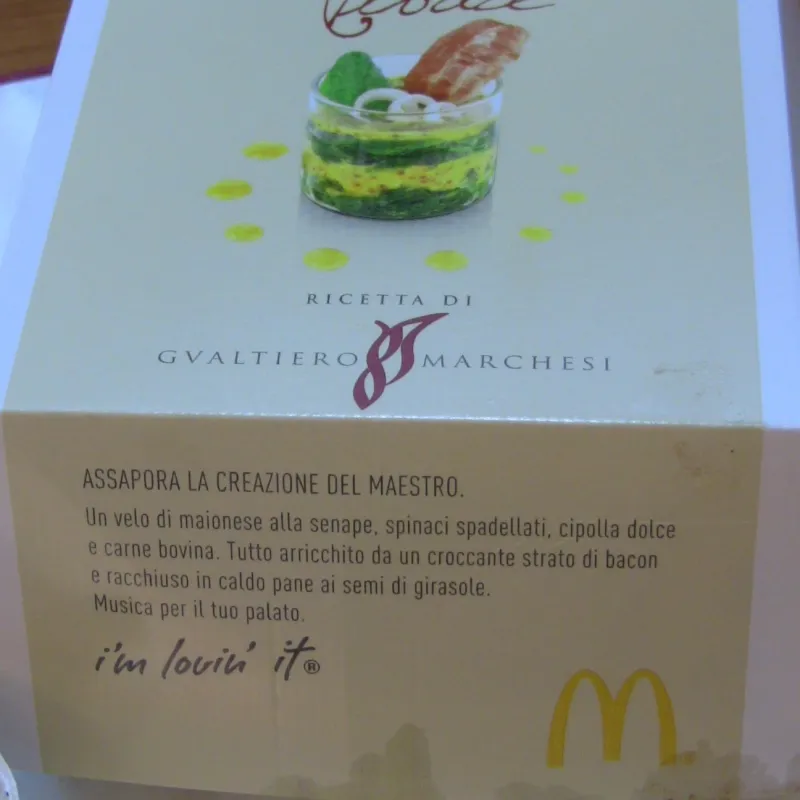 RICETTA DI
GVALTIERO MARCHESI
ASSAPORA LA CREAZIONE DEL MAESTRO.
Un velo di maionese alla senape, spinaci spadellati, cipolla dolce
e carne bovina. Tutto arricchito da un croccante strato di bacon
e racchiuso in caldo pane ai semi di girasole.
Musica per il tuo palato.
i'm lovin' it®